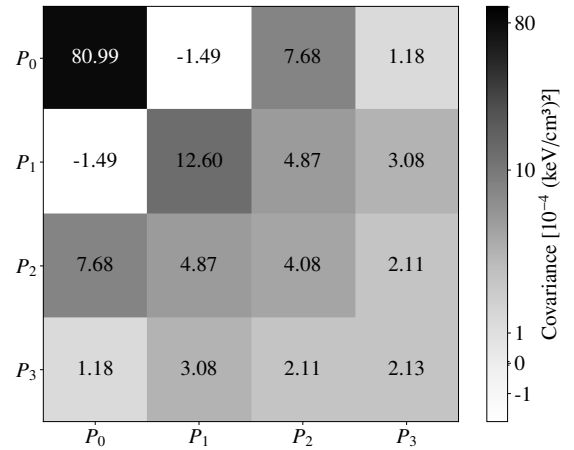 P₀ 80.99 -1.49 7.68 1.18
P₁ -1.49 12.60 4.87 3.08
P₂ 7.68 4.87 4.08 2.11
P₃ 1.18 3.08 2.11 2.13
P₀ P₁ P₂ P₃
80
10
1
0
-1
Covariance [10⁻⁴ (keV/cm³)²]